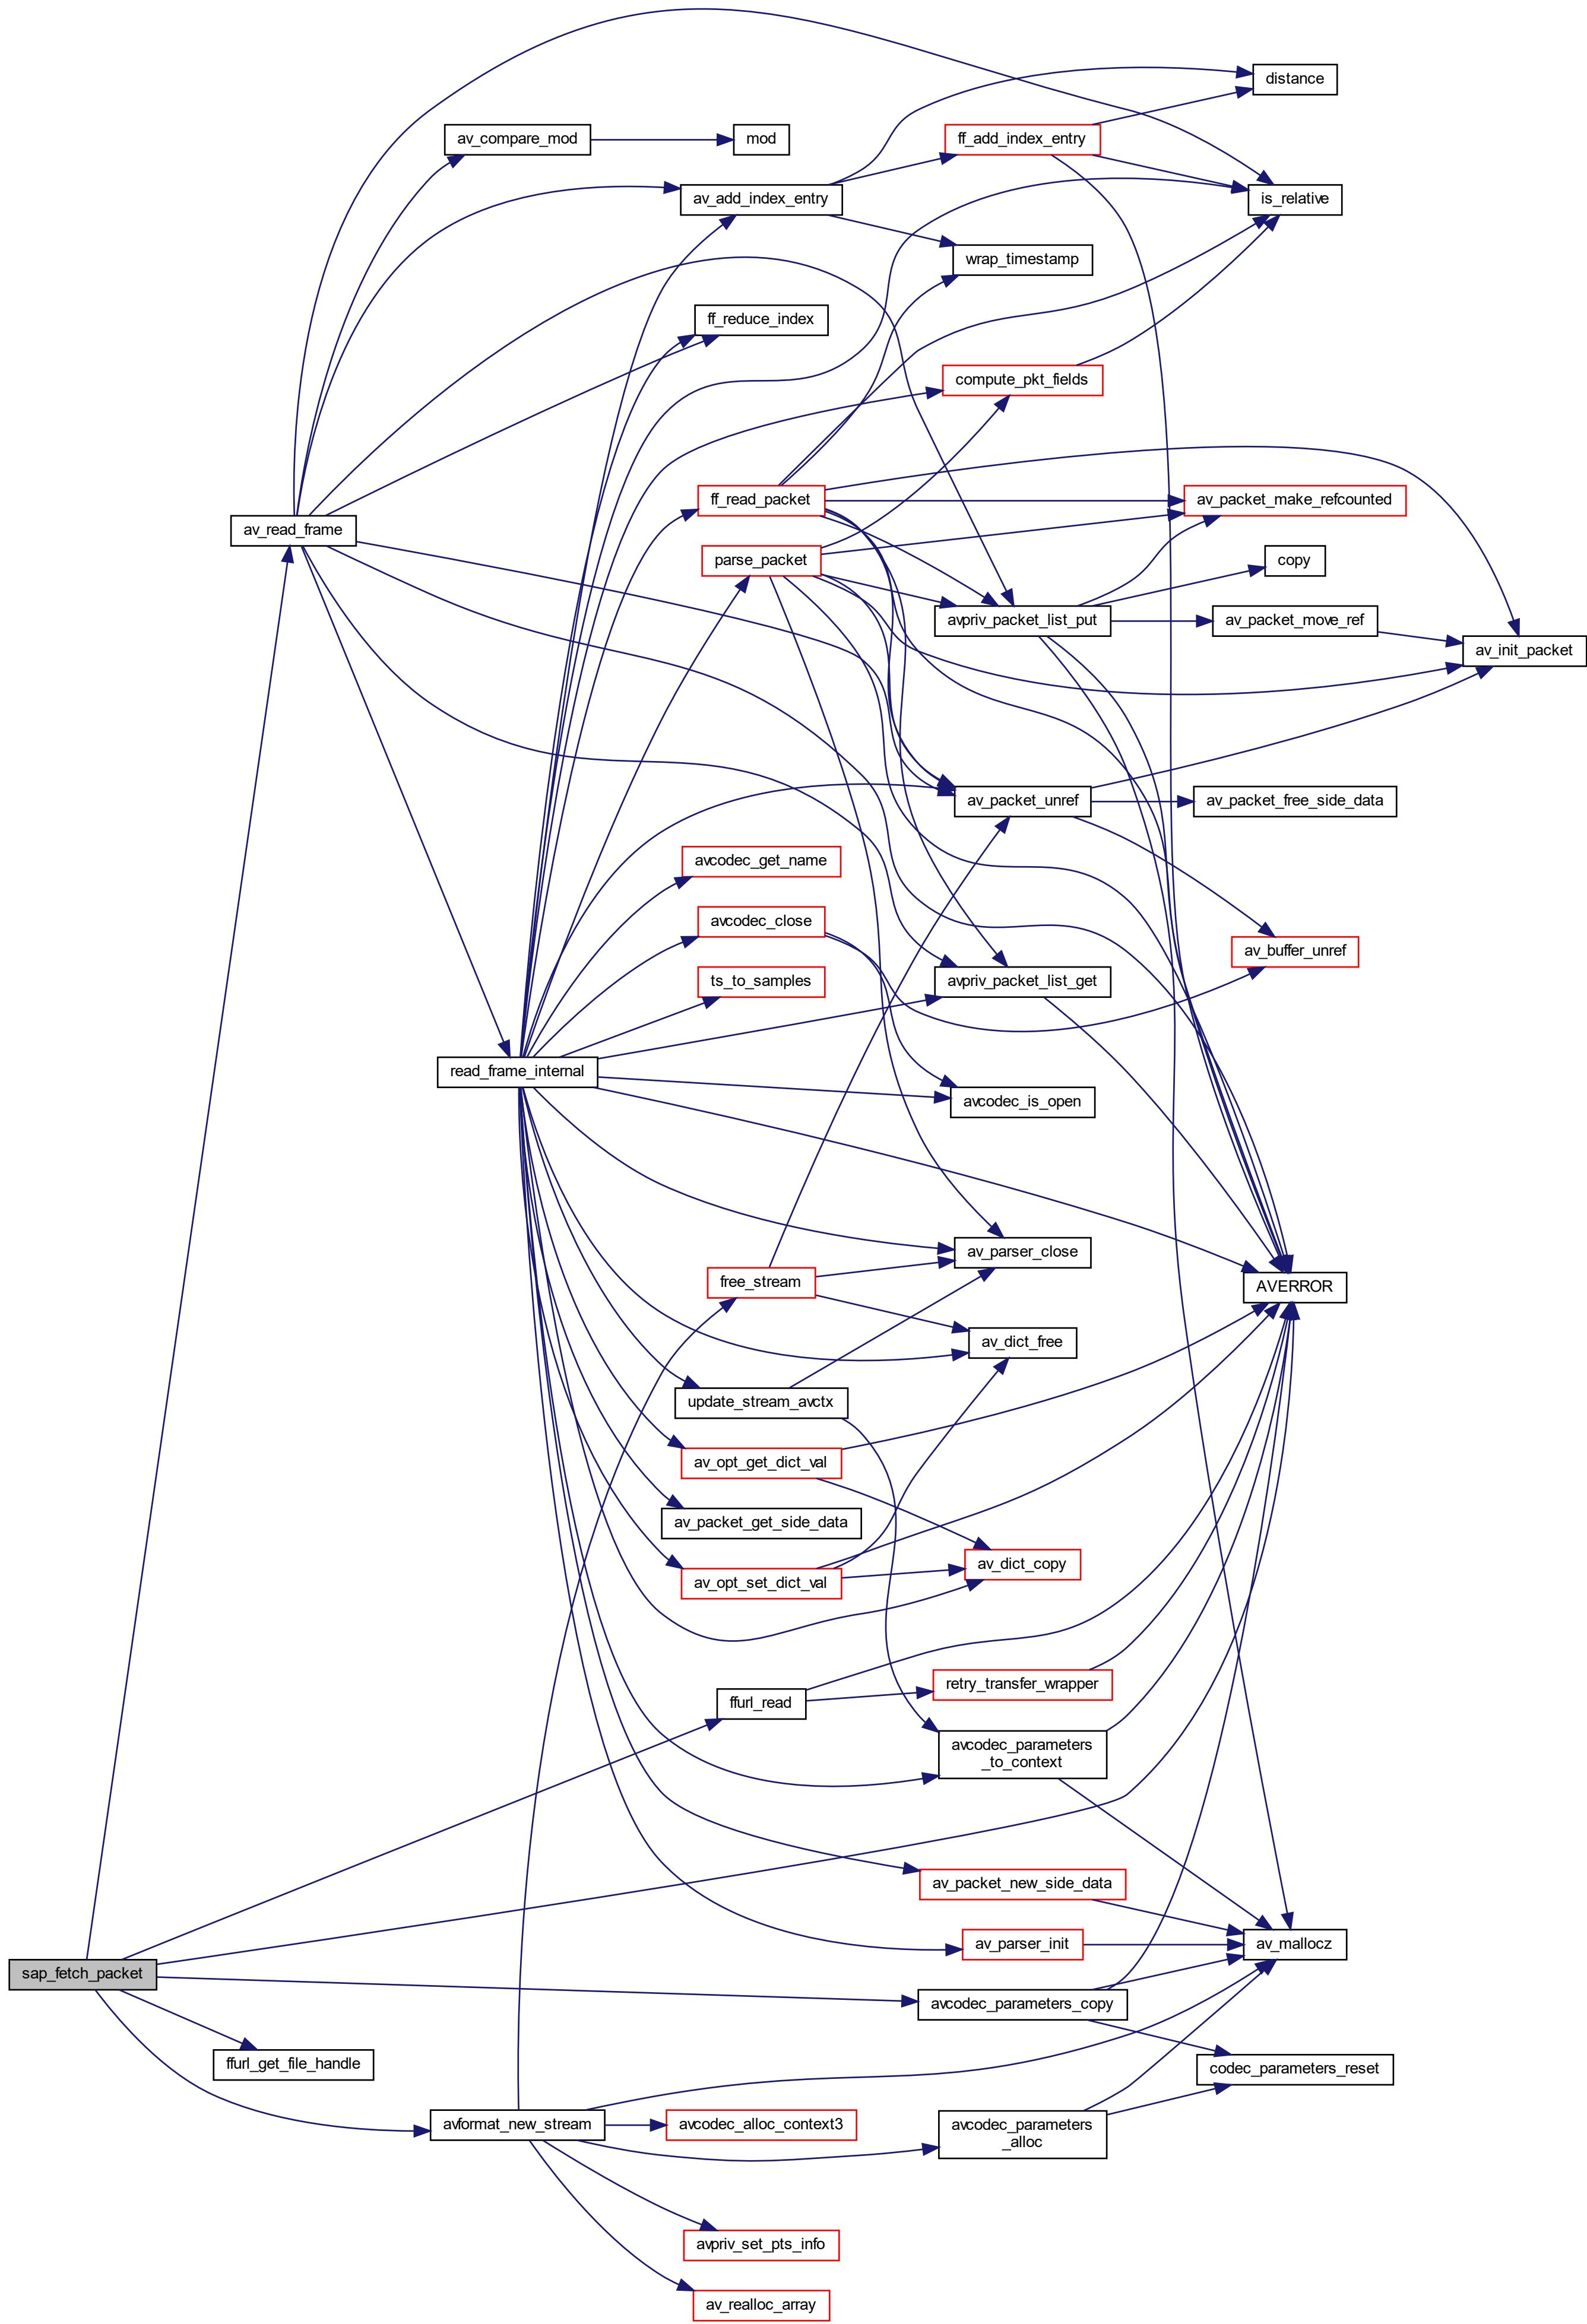 distance
av_compare_mod
mod
ff_add_index_entry
av_add_index_entry
is_relative
wrap_timestamp
ff_reduce_index
compute_pkt_fields
ff_read_packet
av_packet_make_refcounted
av_read_frame
parse_packet
copy
avpriv_packet_list_put
av_packet_move_ref
av_init_packet
av_packet_unref
av_packet_free_side_data
avcodec_get_name
avcodec_close
av_buffer_unref
ts_to_samples
avpriv_packet_list_get
read_frame_internal
avcodec_is_open
av_parser_close
free_stream
AVERROR
av_dict_free
update_stream_avctx
av_opt_get_dict_val
av_packet_get_side_data
av_dict_copy
av_opt_set_dict_val
retry_transfer_wrapper
ffurl_read
avcodec_parameters
_to_context
av_packet_new_side_data
av_parser_init
av_mallocz
sap_fetch_packet
avcodec_parameters_copy
ffurl_get_file_handle
codec_parameters_reset
avformat_new_stream
avcodec_alloc_context3
avcodec_parameters
_alloc
avpriv_set_pts_info
av_realloc_array